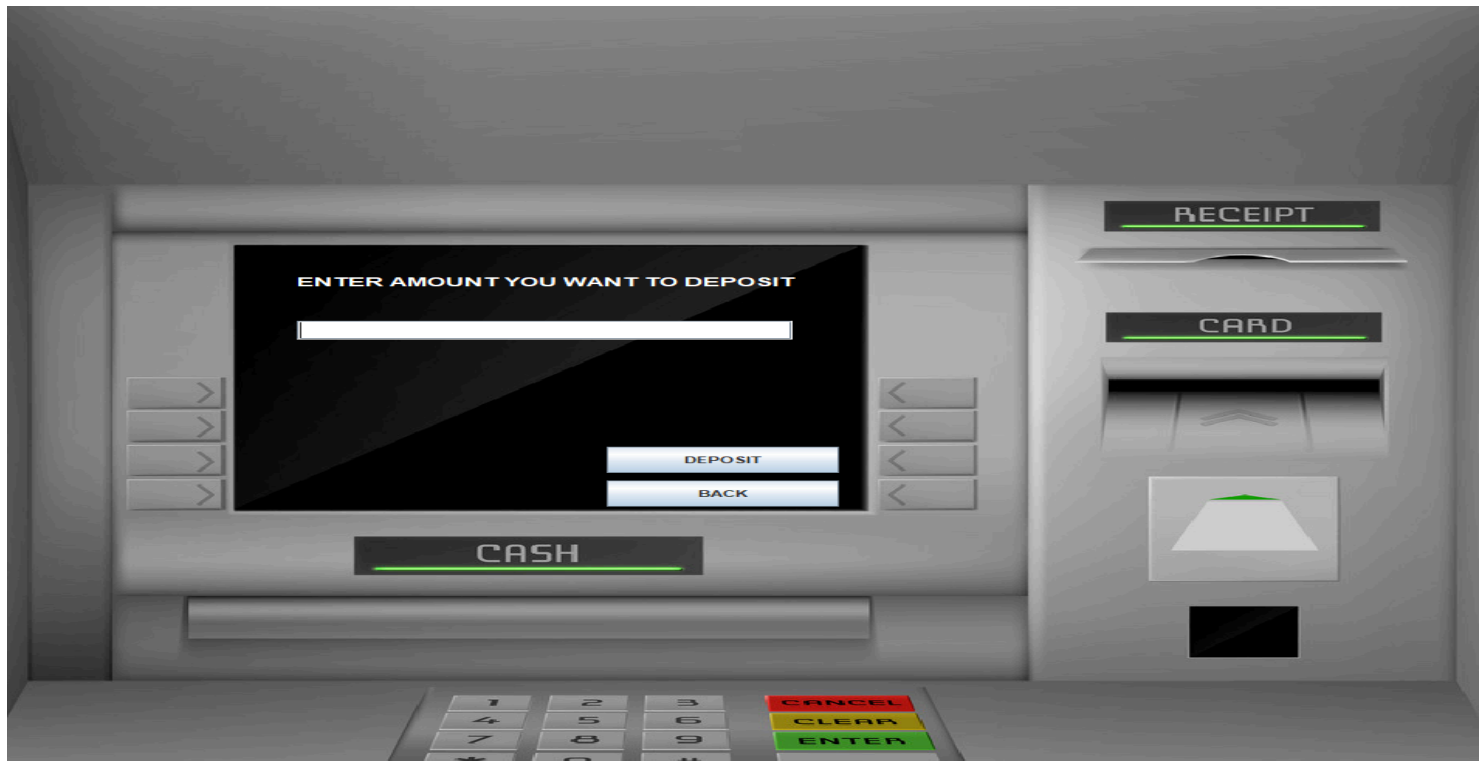 RECEIPT
ENTER AMOUNT YOU WANT TO DEPOSIT
CARD
DEPOSIT
BACK
CASH
1 2 3 CANCEL
4 5 6 CLEAR
7 8 9 ENTER